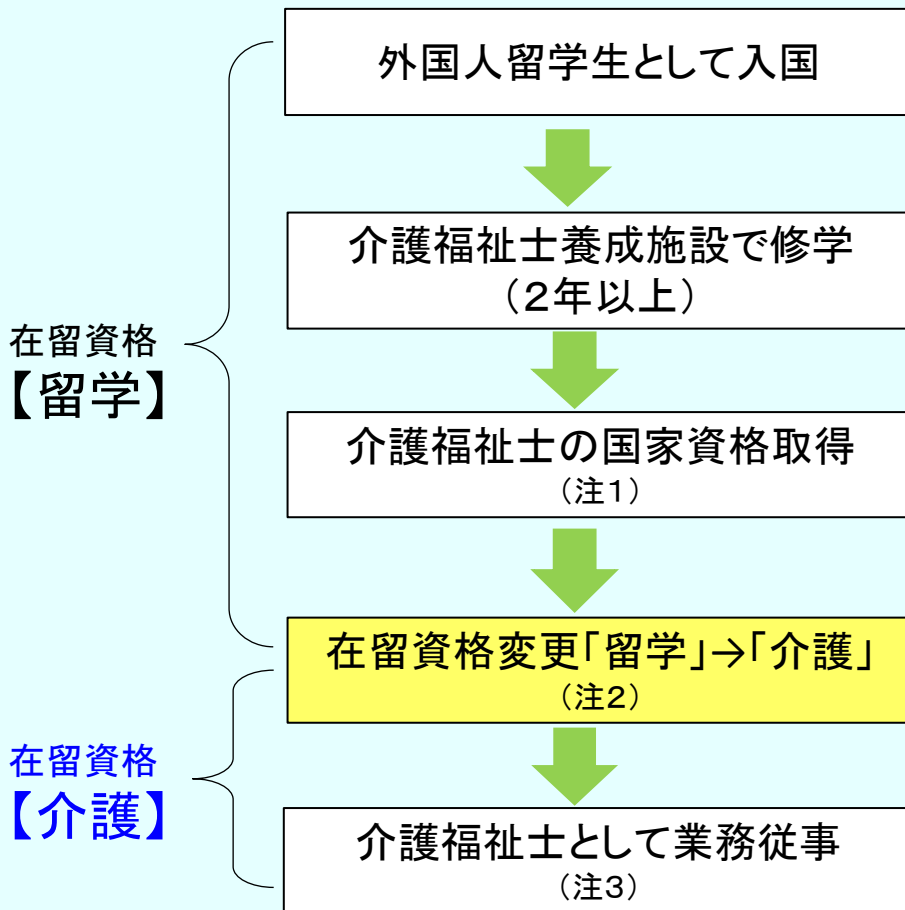 外国人留学生として入国
介護福祉士養成施設で修学
（２年以上）
在留資格
【留学】
介護福祉士の国家資格取得
（注１）
在留資格変更「留学」→「介護」
（注２）
在留資格
【介護】
介護福祉士として業務従事
（注３）